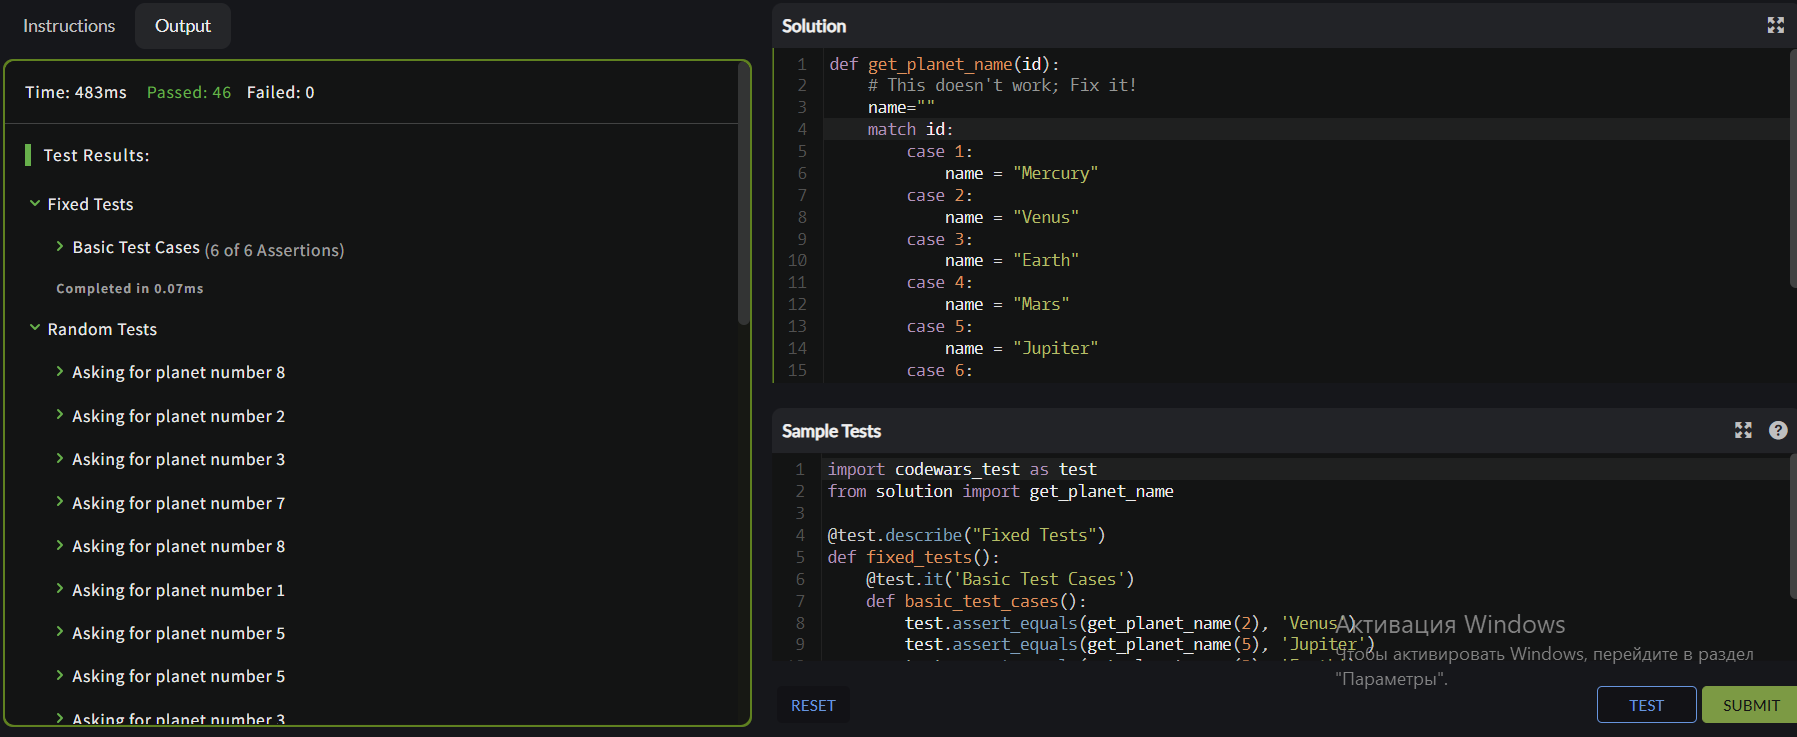 Instructions
Output
Time: 483ms Passed: 46 Failed: 0
Test Results:
Fixed Tests
Basic Test Cases (6 of 6 Assertions)
Completed in 0.07ms
Random Tests
Asking for planet number 8
Asking for planet number 2
Asking for planet number 3
Asking for planet number 7
Asking for planet number 8
Asking for planet number 1
Asking for planet number 5
Asking for planet number 5
Asking for planet number 3
Solution
1 def get_planet_name(id):
2     # This doesn't work; Fix it!
3     name=""
4     match id:
5         case 1:
6             name = "Mercury"
7         case 2:
8             name = "Venus"
9         case 3:
10             name = "Earth"
11         case 4:
12             name = "Mars"
13         case 5:
14             name = "Jupiter"
15         case 6:
Sample Tests
?
1 import codewars_test as test
2 from solution import get_planet_name
3
4 @test.describe("Fixed Tests")
5 def fixed_tests():
6     @test.it('Basic Test Cases')
7     def basic_test_cases():
8         test.assert_equals(get_planet_name(2), 'Venus')
9         test.assert_equals(get_planet_name(5), 'Jupiter')
Активация Windows
Чтобы активировать Windows, перейдите в раздел
"Параметры".
RESET
TEST
SUBMIT